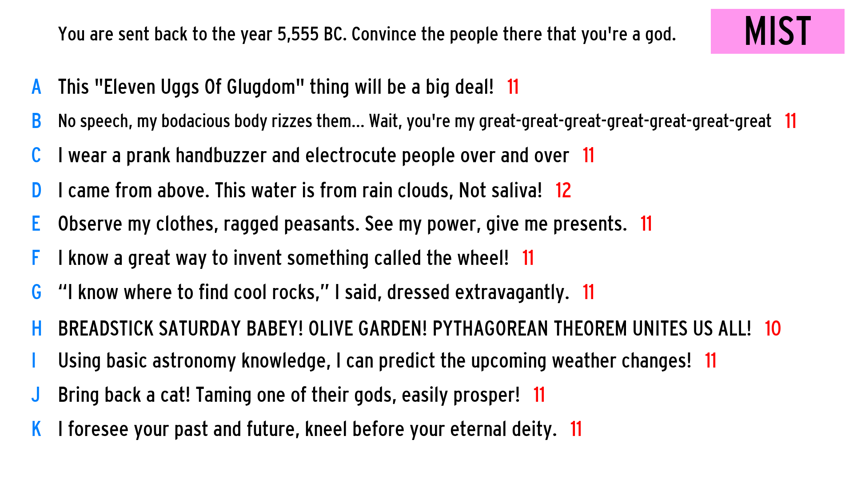 You are sent back to the year 5,555 BC. Convince the people there that you're a god.
MIST
A This "Eleven Uggs Of Glugdom" thing will be a big deal! 11
B No speech, my bodacious body rizzes them... Wait, you're my great-great-great-great-great-great-great 11
C I wear a prank handbuzzer and electrocute people over and over 11
D I came from above. This water is from rain clouds, Not saliva! 12
E Observe my clothes, ragged peasants. See my power, give me presents. 11
F I know a great way to invent something called the wheel! 11
G “I know where to find cool rocks,” I said, dressed extravagantly. 11
H BREADSTICK SATURDAY BABEY! OLIVE GARDEN! PYTHAGOREAN THEOREM UNITES US ALL! 10
I Using basic astronomy knowledge, I can predict the upcoming weather changes! 11
J Bring back a cat! Taming one of their gods, easily prosper! 11
K I foresee your past and future, kneel before your eternal deity. 11